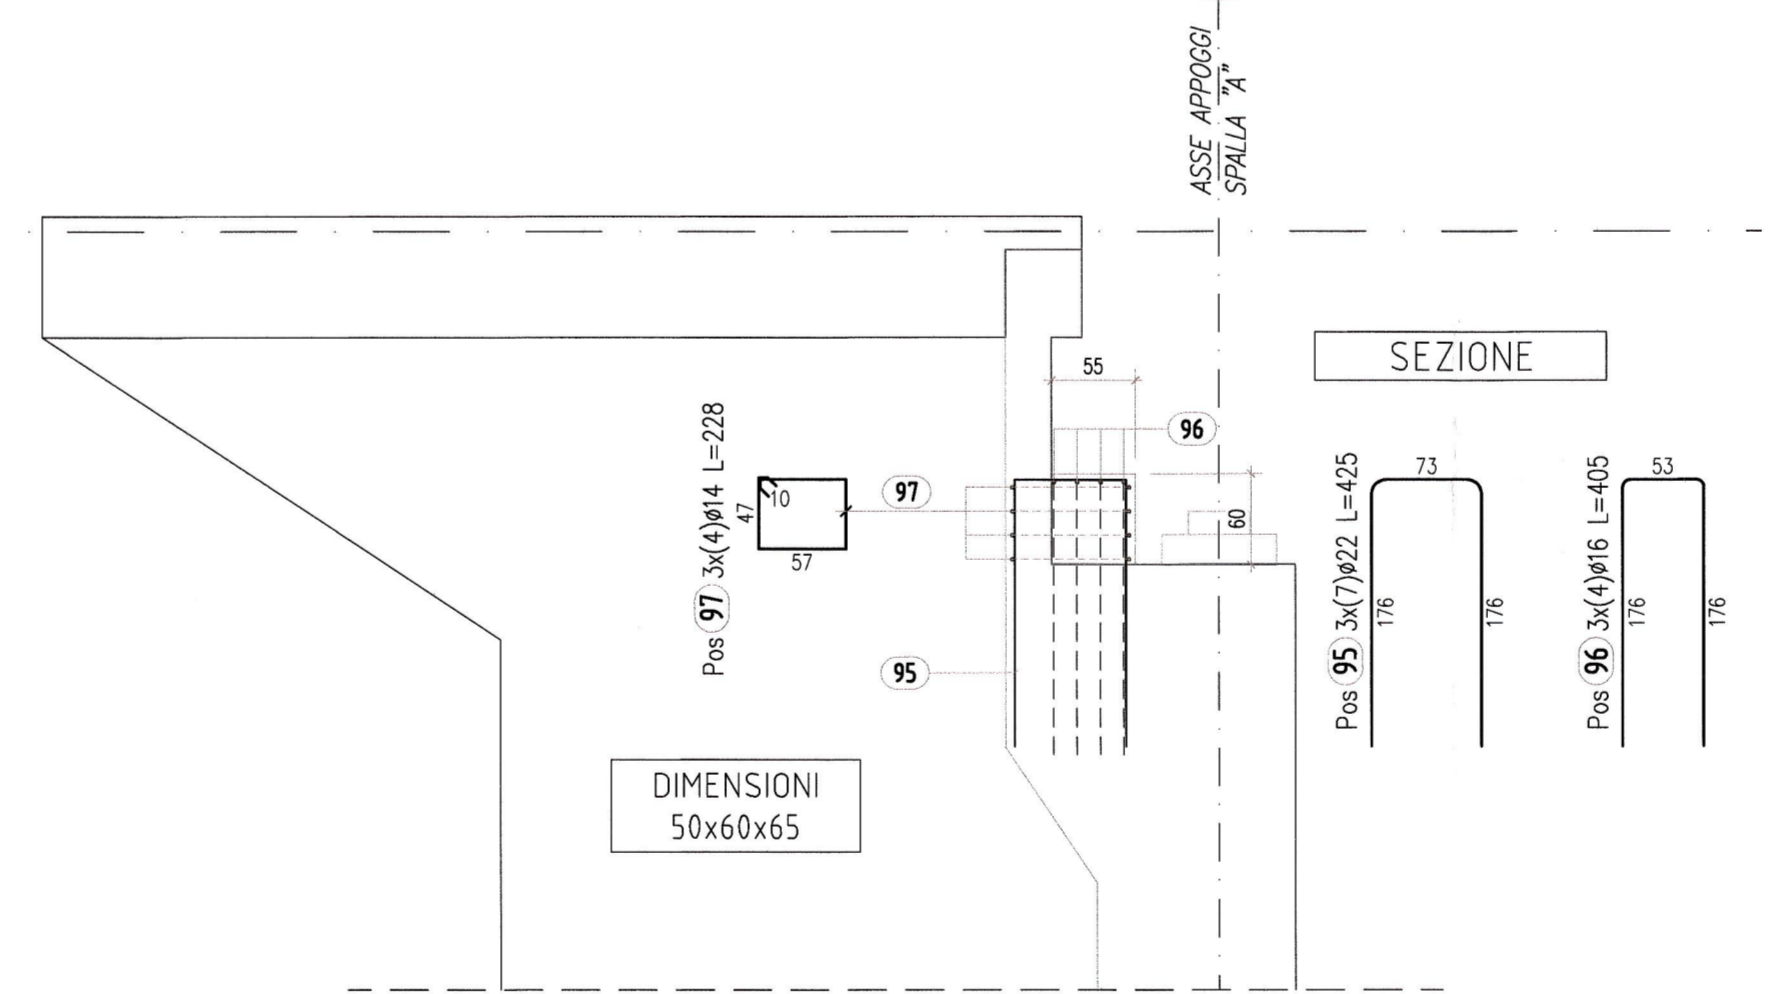 ASSE APPOGGI
SPALLA "A"
SEZIONE
55
96
Pos 97 3x(4)ø14 L=228
10
47
57
97
60
95
Pos 95 3x(7)ø22 L=425
73
176
176
Pos 96 3x(4)ø16 L=405
53
176
176
DIMENSIONI
50x60x65